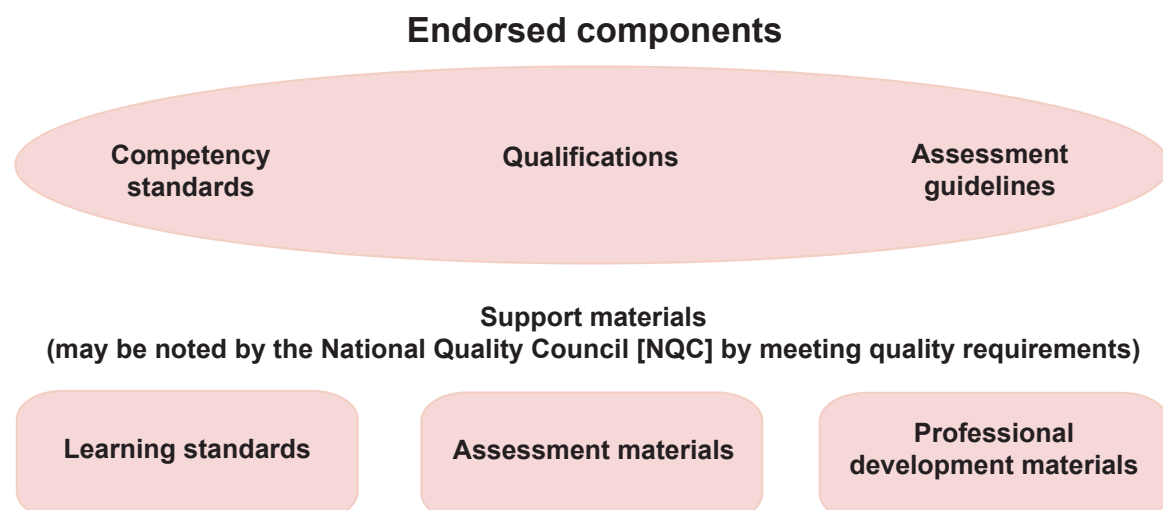 Endorsed components
Competency
standards
Qualifications
Assessment
guidelines
Support materials
(may be noted by the National Quality Council [NQC] by meeting quality requirements)
Learning standards
Assessment materials
Professional
development materials